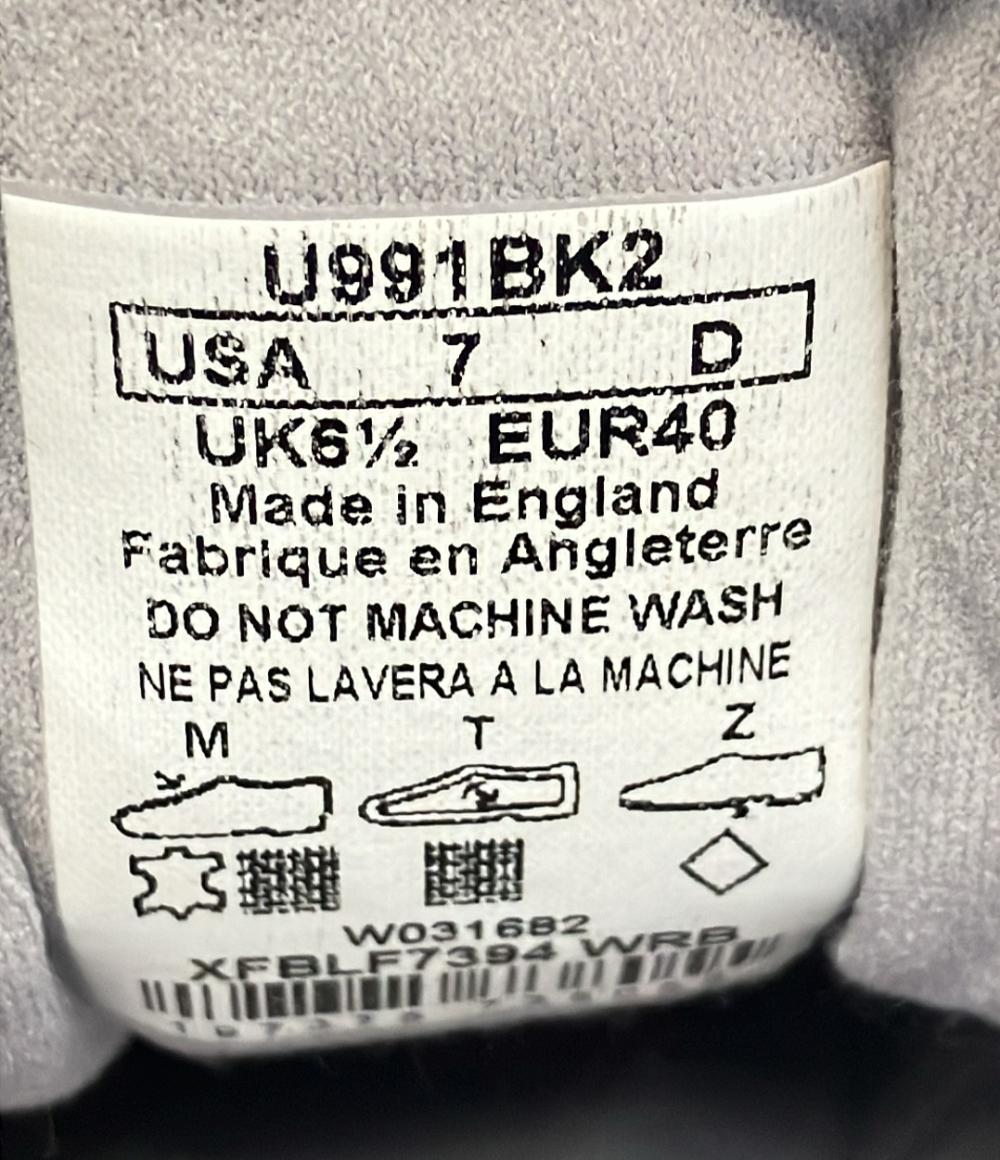 U991BK2
USA 7 D
UK6½ EUR40
Made in England
Fabrique en Angleterre
DO NOT MACHINE WASH
NE PAS LAVERA A LA MACHINE
M T Z
W031682
XFBLF7394 WRB